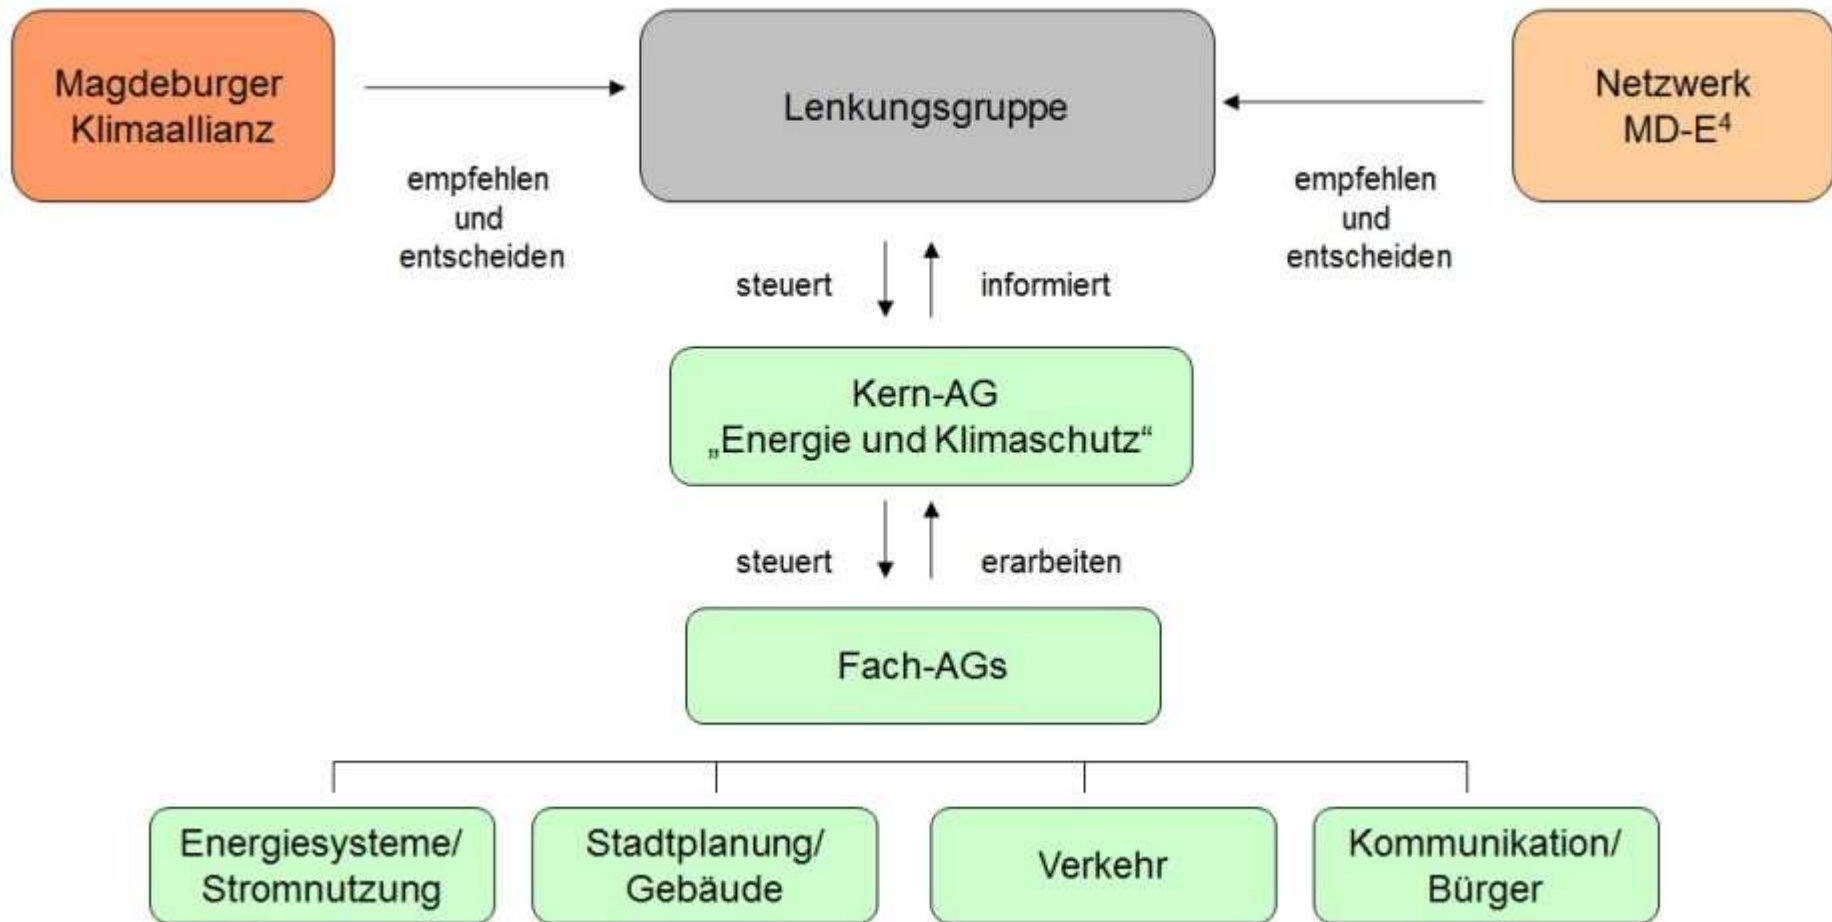 Magdeburger
Klimaallianz
Lenkungsgruppe
Netzwerk
MD-E⁴
empfehlen
und
entscheiden
empfehlen
und
entscheiden
steuert
informiert
Kern-AG
„Energie und Klimaschutz“
steuert
erarbeiten
Fach-AGs
Energiesysteme/
Stromnutzung
Stadtplanung/
Gebäude
Verkehr
Kommunikation/
Bürger